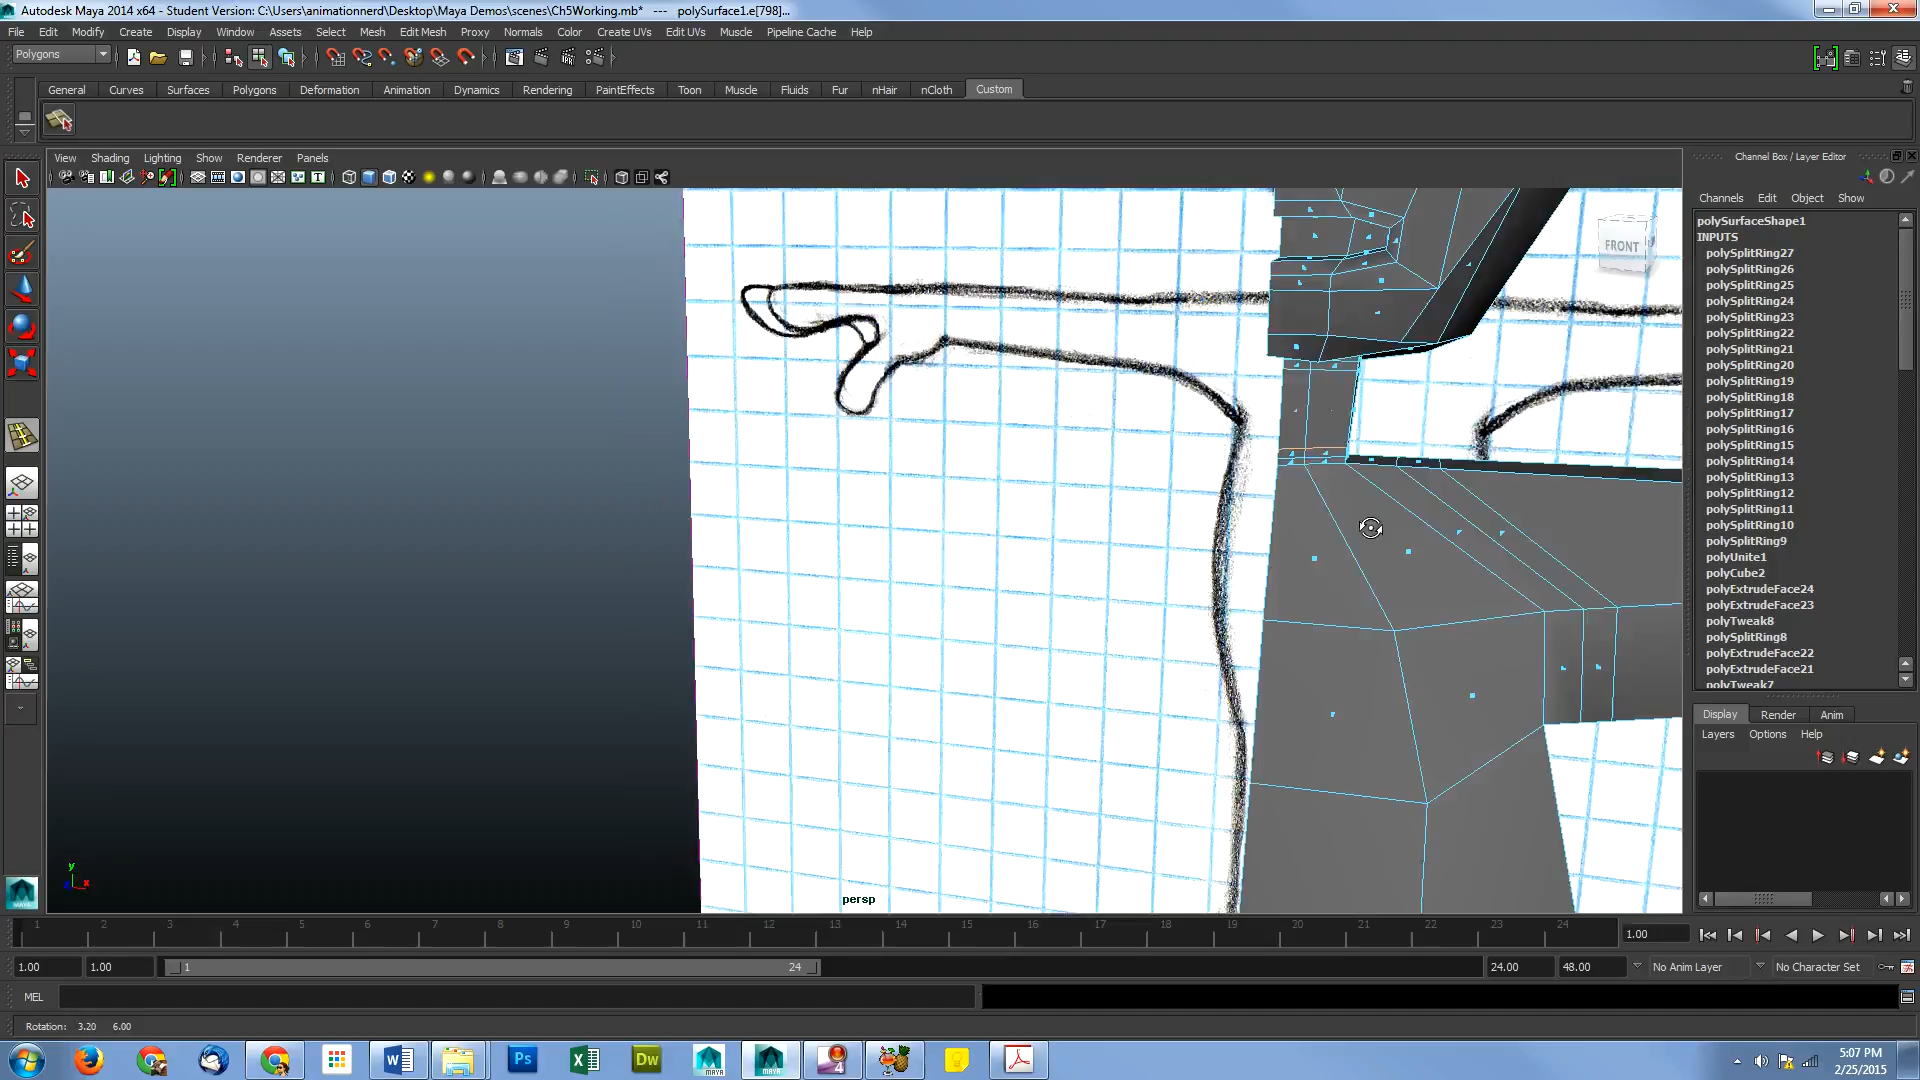 Autodesk Maya 2014 x64 - Student Version: C:\Users\animationnerd\Desktop\Maya Demos\scenes\Ch5Working.mb* --- polySurface1.e[798]...
File Edit Modify Create Display Window Assets Select Mesh Edit Mesh Proxy Normals Color Create UVs Edit UVs Muscle Pipeline Cache Help
Polygons
General Curves Surfaces Polygons Deformation Animation Dynamics Rendering PaintEffects Toon Muscle Fluids Fur nHair nCloth Custom
View Shading Lighting Show Renderer Panels
Channel Box / Layer Editor
Channels Edit Object Show
polySurfaceShape1
INPUTS
polySplitRing27
polySplitRing26
polySplitRing25
polySplitRing24
polySplitRing23
polySplitRing22
polySplitRing21
polySplitRing20
polySplitRing19
polySplitRing18
polySplitRing17
polySplitRing16
polySplitRing15
polySplitRing14
polySplitRing13
polySplitRing12
polySplitRing11
polySplitRing10
polySplitRing9
polyUnite1
polyCube2
polyExtrudeFace24
polyExtrudeFace23
polyTweak8
polySplitRing8
polyExtrudeFace22
polyExtrudeFace21
polyTweak7
FRONT
Display Render Anim
Layers Options Help
y
x
persp
1 2 3 4 5 6 7 8 9 10 11 12 13 14 15 16 17 18 19 20 21 22 23 24
1.00
1.00 1.00 1 24 24.00 48.00 No Anim Layer No Character Set
MEL
Rotation: 3.20 6.00
5:07 PM
2/25/2015